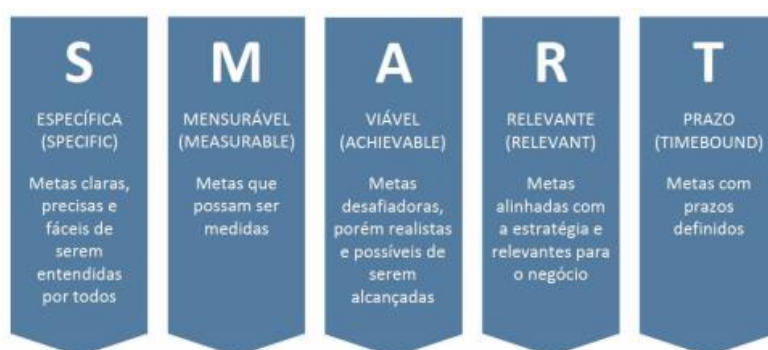 S
ESPECÍFICA
(SPECIFIC)
Metas claras,
precisas e
fáceis de
serem
entendidas
por todos
M
MENSURÁVEL
(MEASURABLE)
Metas que
possam ser
medidas
A
VIÁVEL
(ACHIEVABLE)
Metas
desafiadoras,
porém realistas
e possíveis de
serem
alcançadas
R
RELEVANTE
(RELEVANT)
Metas
alinhadas com
a estratégia e
relevantes para
o negócio
T
PRAZO
(TIMEBOUND)
Metas com
prazos
definidos